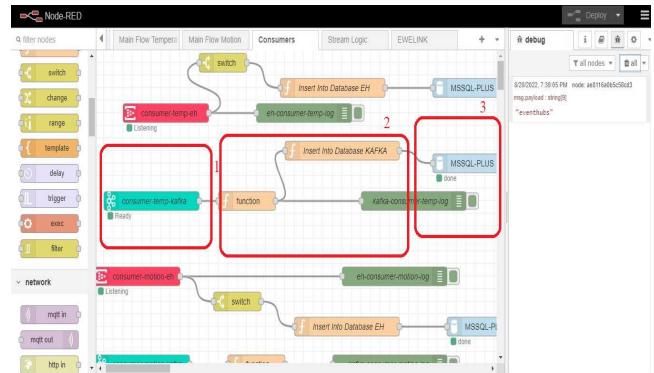 Node-RED
Deploy
filter nodes
Main Flow Tempera
Main Flow Motion
Consumers
Stream Logic
EWELINK
debug
all nodes
all
switch
change
range
template
delay
trigger
exec
filter
network
mqtt in
mqtt out
http in
switch
Insert Into Database EH
MSSQL-PLUS
consumer-temp-eh
Listening
en-consumer-temp-log
2
3
Insert Into Database KAFKA
MSSQL-PLUS
done
1
consumer-temp-kafka
Ready
function
kafka-consumer-temp-log
consumer-motion-eh
Listening
eh-consumer-motion-log
switch
Insert Into Database EH
MSSQL-PL
done
8/28/2022, 7:39:05 PM node: ae0116a0b5c58cd3
msg.payload : string[9]
"eventhubs"